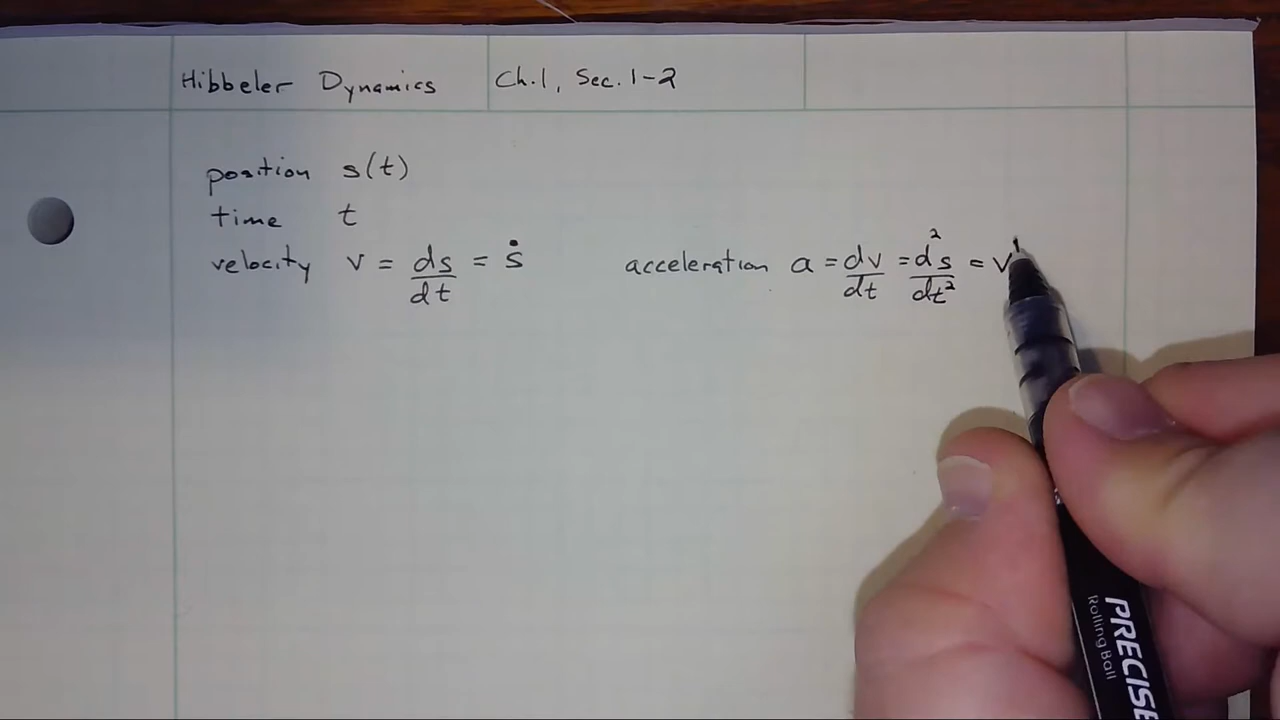 Hibbeler Dynamics Ch.1, Sec. 1-2
position s(t)
time t
velocity v = ds/dt = ṡ acceleration a = dv/dt = d²s/dt² = v
PRECISE
Rolling Ball